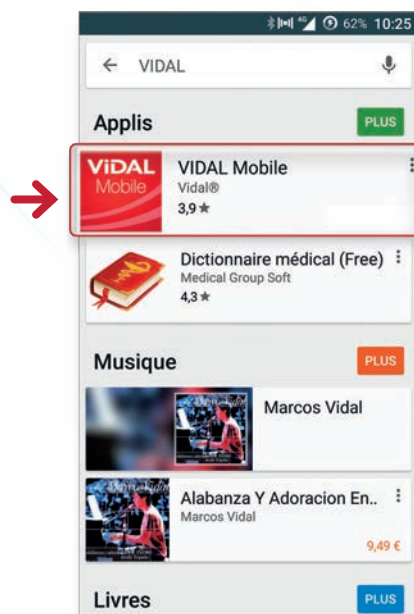 4G 62% 10:25
VIDAL
Applis
PLUS
ViDAL
Mobile
VIDAL Mobile
Vidal®
3,9★
Dictionnaire médical (Free)
Medical Group Soft
4,3★
Musique
PLUS
Marcos Vidal
Alabanza Y Adoracion En..
Marcos Vidal
9,49 €
Livres
PLUS